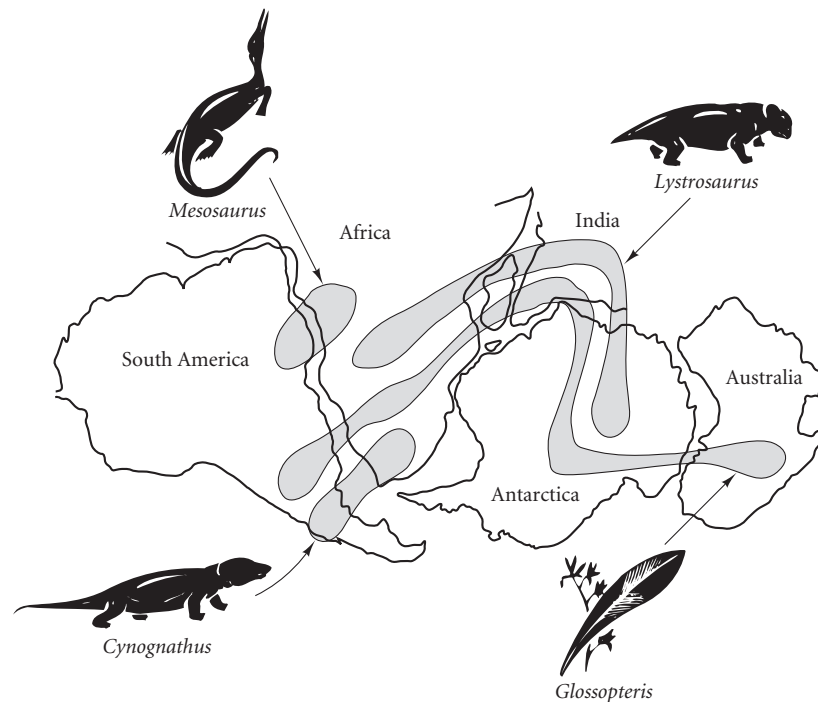 Mesosaurus
Lystrosaurus
Africa
India
South America
Australia
Antarctica
Cynognathus
Glossopteris